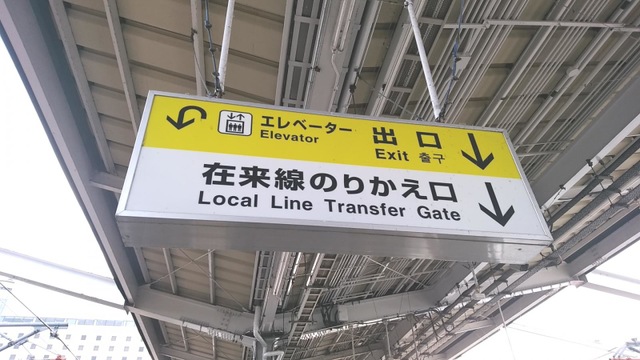 エレベーター
Elevator
出口
Exit 출구
在来線のりかえ口
Local Line Transfer Gate